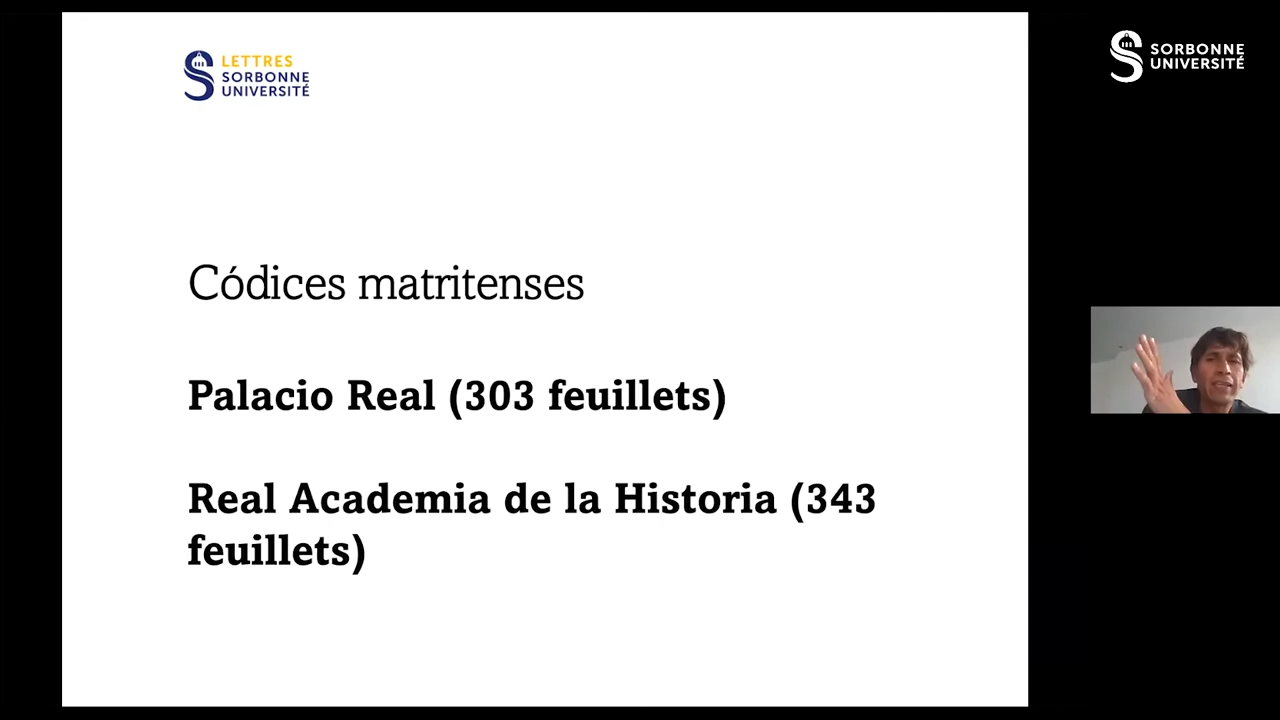 LETTRES
SORBONNE
UNIVERSITÉ
SORBONNE
UNIVERSITÉ
Códices matritenses
Palacio Real (303 feuillets)
Real Academia de la Historia (343
feuillets)